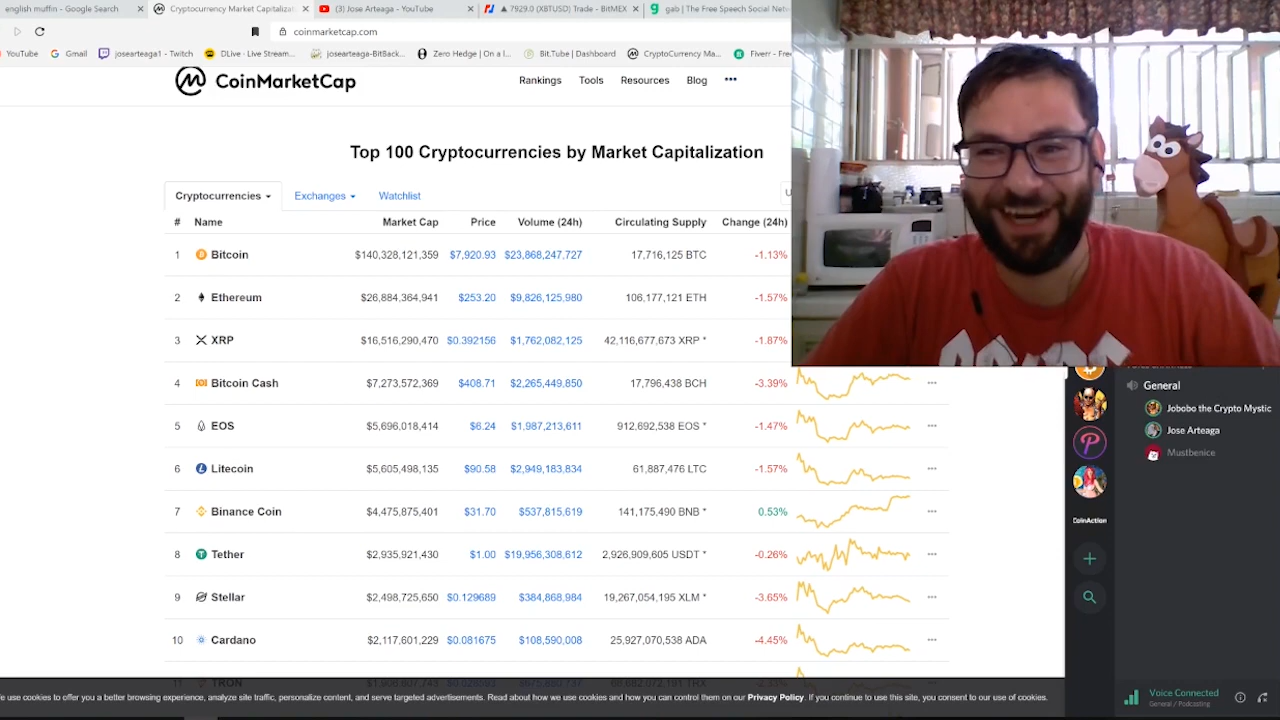 english muffin - Google Search
Cryptocurrency Market Capitalizat
(3) Jose Arteaga - YouTube
▲ 7929.0 (XBTUSD) Trade - BitMEX
gab | The Free Speech Social Net
coinmarketcap.com
YouTube
Gmail
josearteaga1 - Twitch
DLive · Live Stream...
josearteaga-BitBack...
Zero Hedge | On a l...
Bit.Tube | Dashboard
CryptoCurrency Ma...
Fiverr - Free
CoinMarketCap
Rankings Tools Resources Blog
Top 100 Cryptocurrencies by Market Capitalization
Cryptocurrencies Exchanges Watchlist U
# Name Market Cap Price Volume (24h) Circulating Supply Change (24h)
1 Bitcoin $140,328,121,359 $7,920.93 $23,868,247,727 17,716,125 BTC -1.13%
2 Ethereum $26,884,364,941 $253.20 $9,826,125,980 106,177,121 ETH -1.57%
3 XRP $16,516,290,470 $0.392156 $1,762,082,125 42,116,677,673 XRP * -1.87%
4 Bitcoin Cash $7,273,572,369 $408.71 $2,265,449,850 17,796,438 BCH -3.39%
5 EOS $5,696,018,414 $6.24 $1,987,213,611 912,692,538 EOS * -1.47%
6 Litecoin $5,605,498,135 $90.58 $2,949,183,834 61,887,476 LTC -1.57%
7 Binance Coin $4,475,875,401 $31.70 $537,815,619 141,175,490 BNB * 0.53%
8 Tether $2,935,921,430 $1.00 $19,956,308,612 2,926,909,605 USDT * -0.26%
9 Stellar $2,498,725,650 $0.129689 $384,868,984 19,267,054,195 XLM * -3.65%
10 Cardano $2,117,601,229 $0.081675 $108,590,008 25,927,070,538 ADA -4.45%
TRON
e use cookies to offer you a better browsing experience, analyze site traffic, personalize content, and serve targeted advertisements. Read about how we use cookies and how you can control them on our Privacy Policy. If you continue to use this site, you consent to our use of cookies.
General
Jobobo the Crypto Mystic
Jose Arteaga
Mustbenice
CoinAction
Voice Connected
General / Podcasting